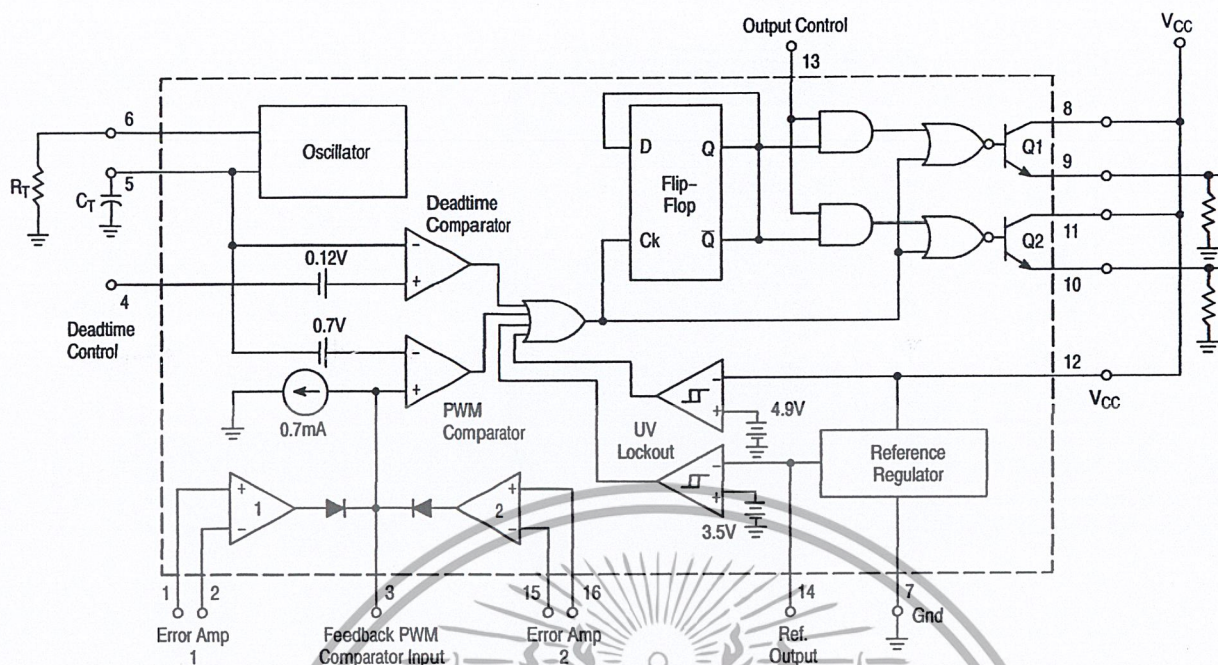 Output Control
VCC
13
6
8
Oscillator
D
Q
Q1
RT
5
CT
9
Flip-
Flop
Deadtime
Comparator
11
Ck
Q
Q2
0.12V
10
4
Deadtime
Control
0.7V
12
VCC
4.9V
0.7mA
PWM
Comparator
UV
Lockout
Reference
Regulator
1
2
3.5V
1
2
3
15
16
14
7
Gnd
Error Amp
1
Feedback PWM
Comparator Input
Error Amp
2
Ref.
Output